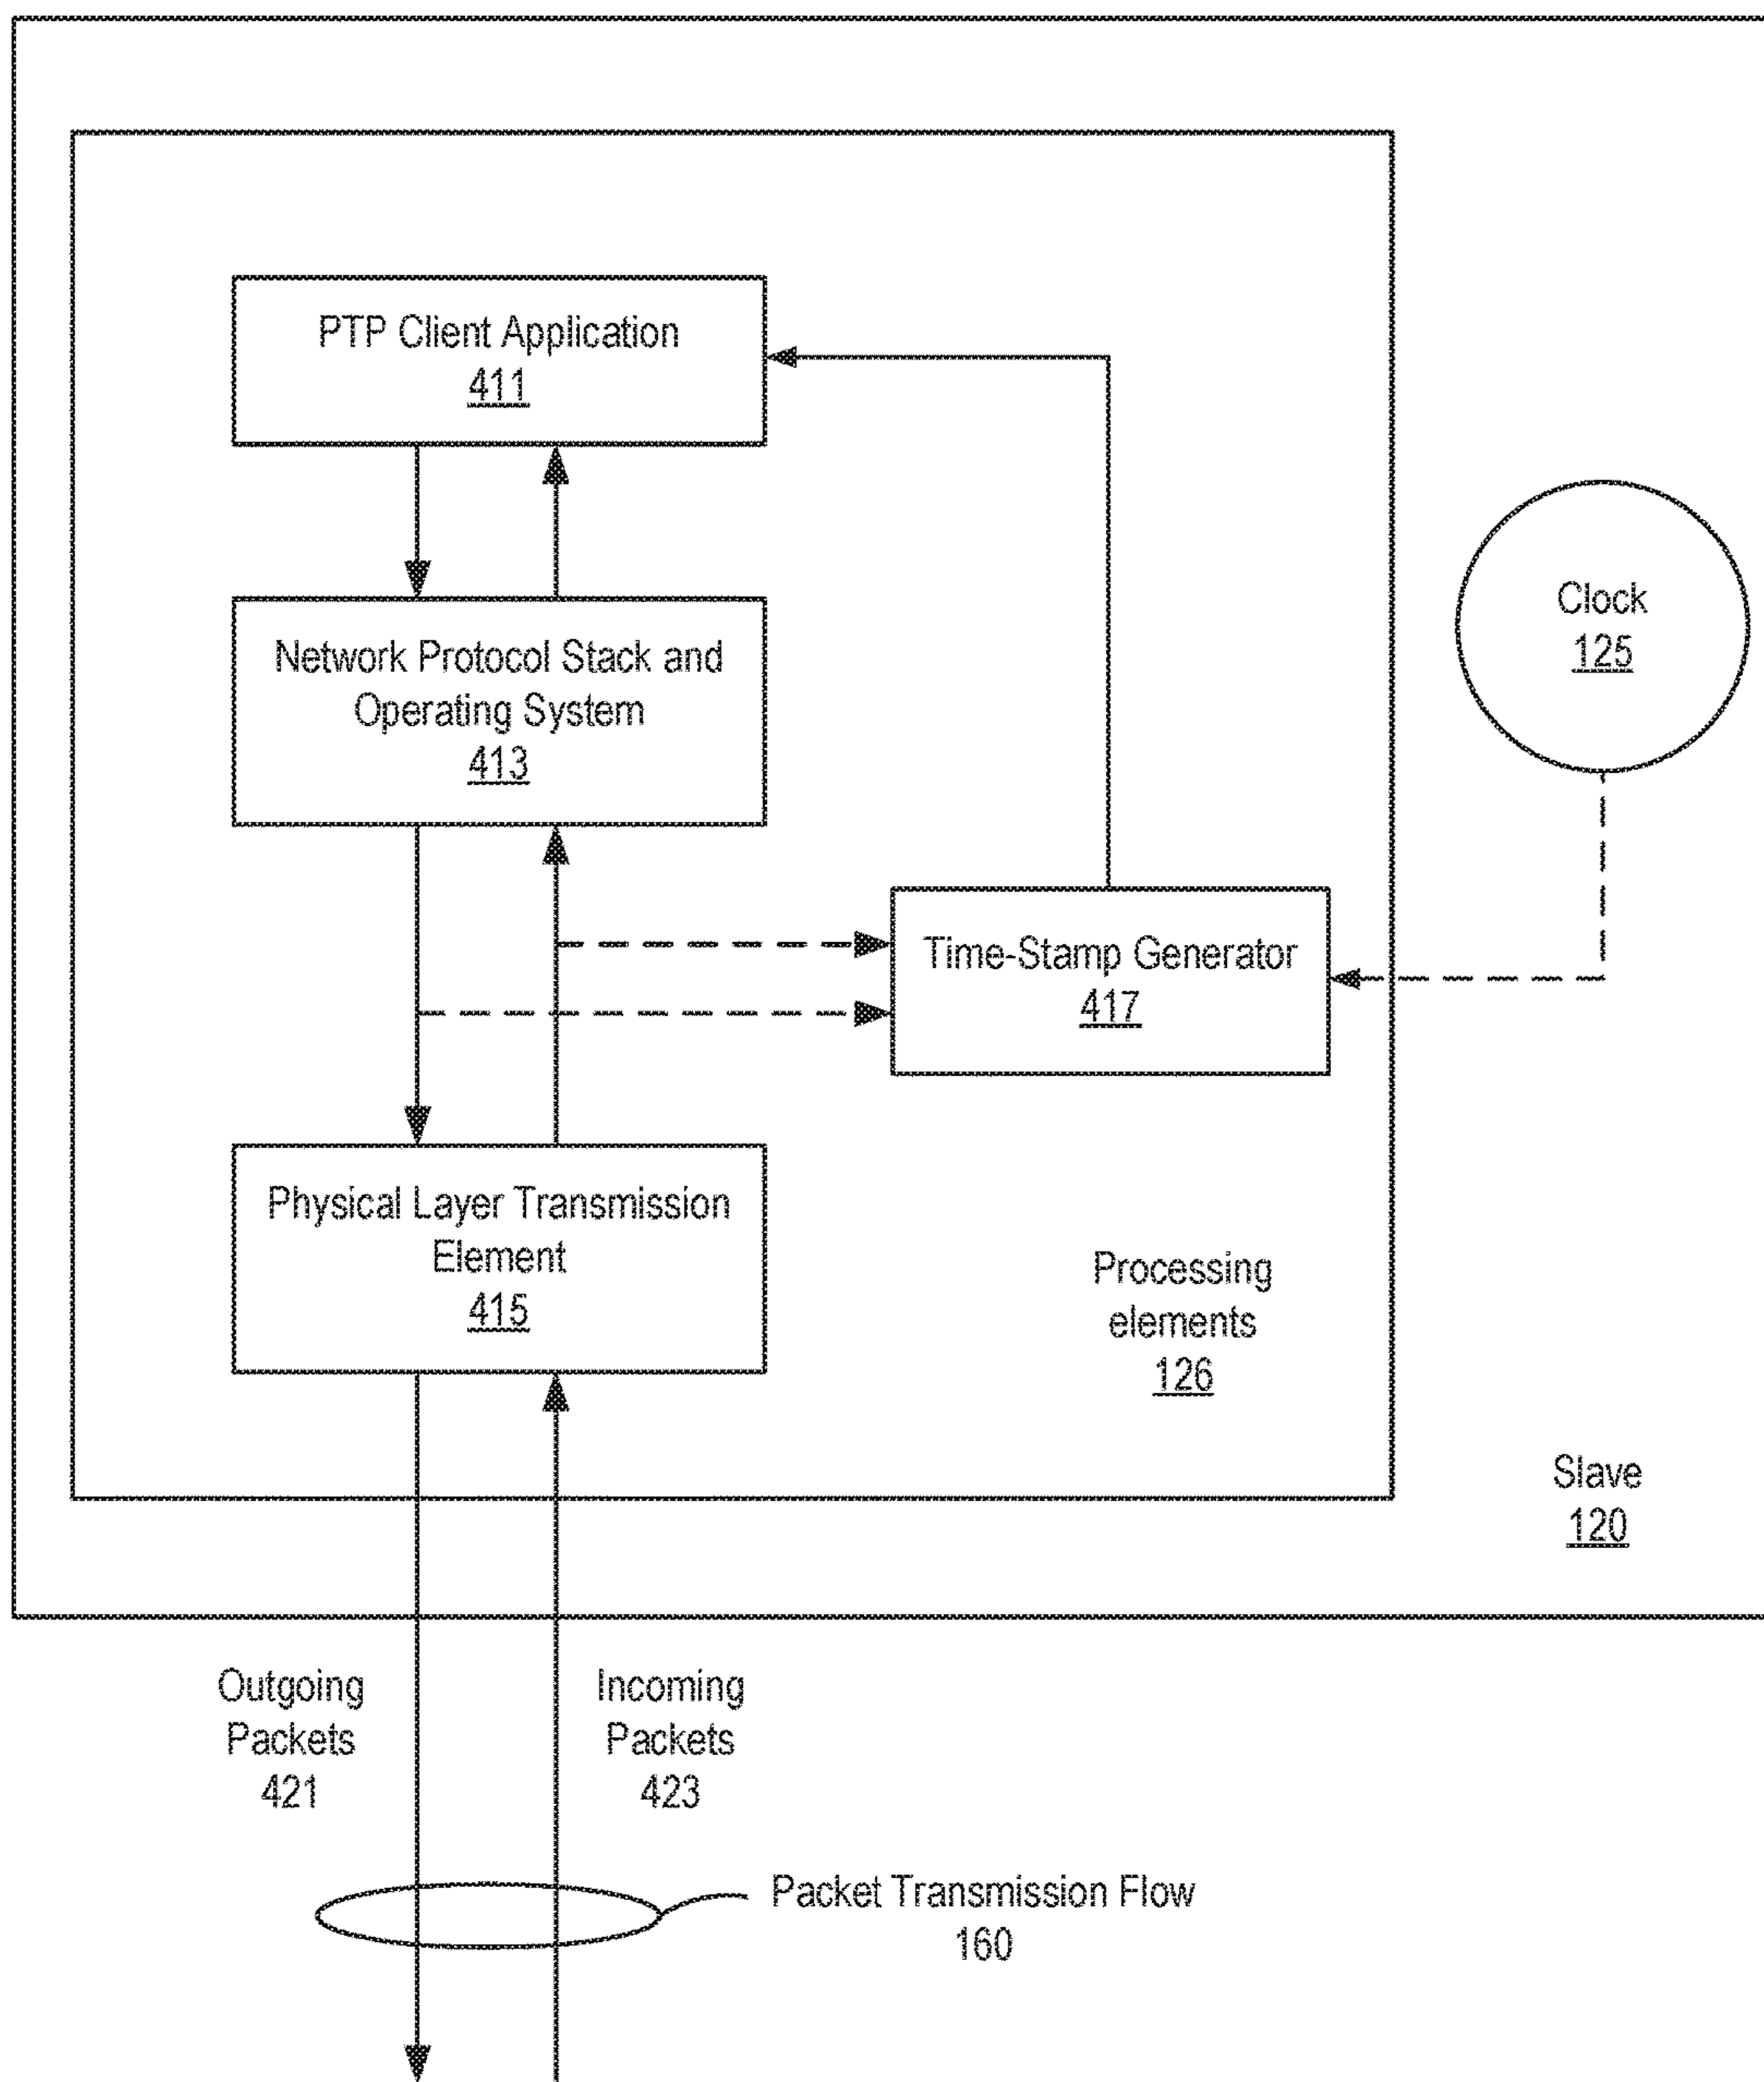 PTP Client Application
411
Network Protocol Stack and
Operating System
413
Clock
125
Time-Stamp Generator
417
Physical Layer Transmission
Element
415
Processing
elements
126
Slave
120
Outgoing
Packets
421
Incoming
Packets
423
Packet Transmission Flow
160